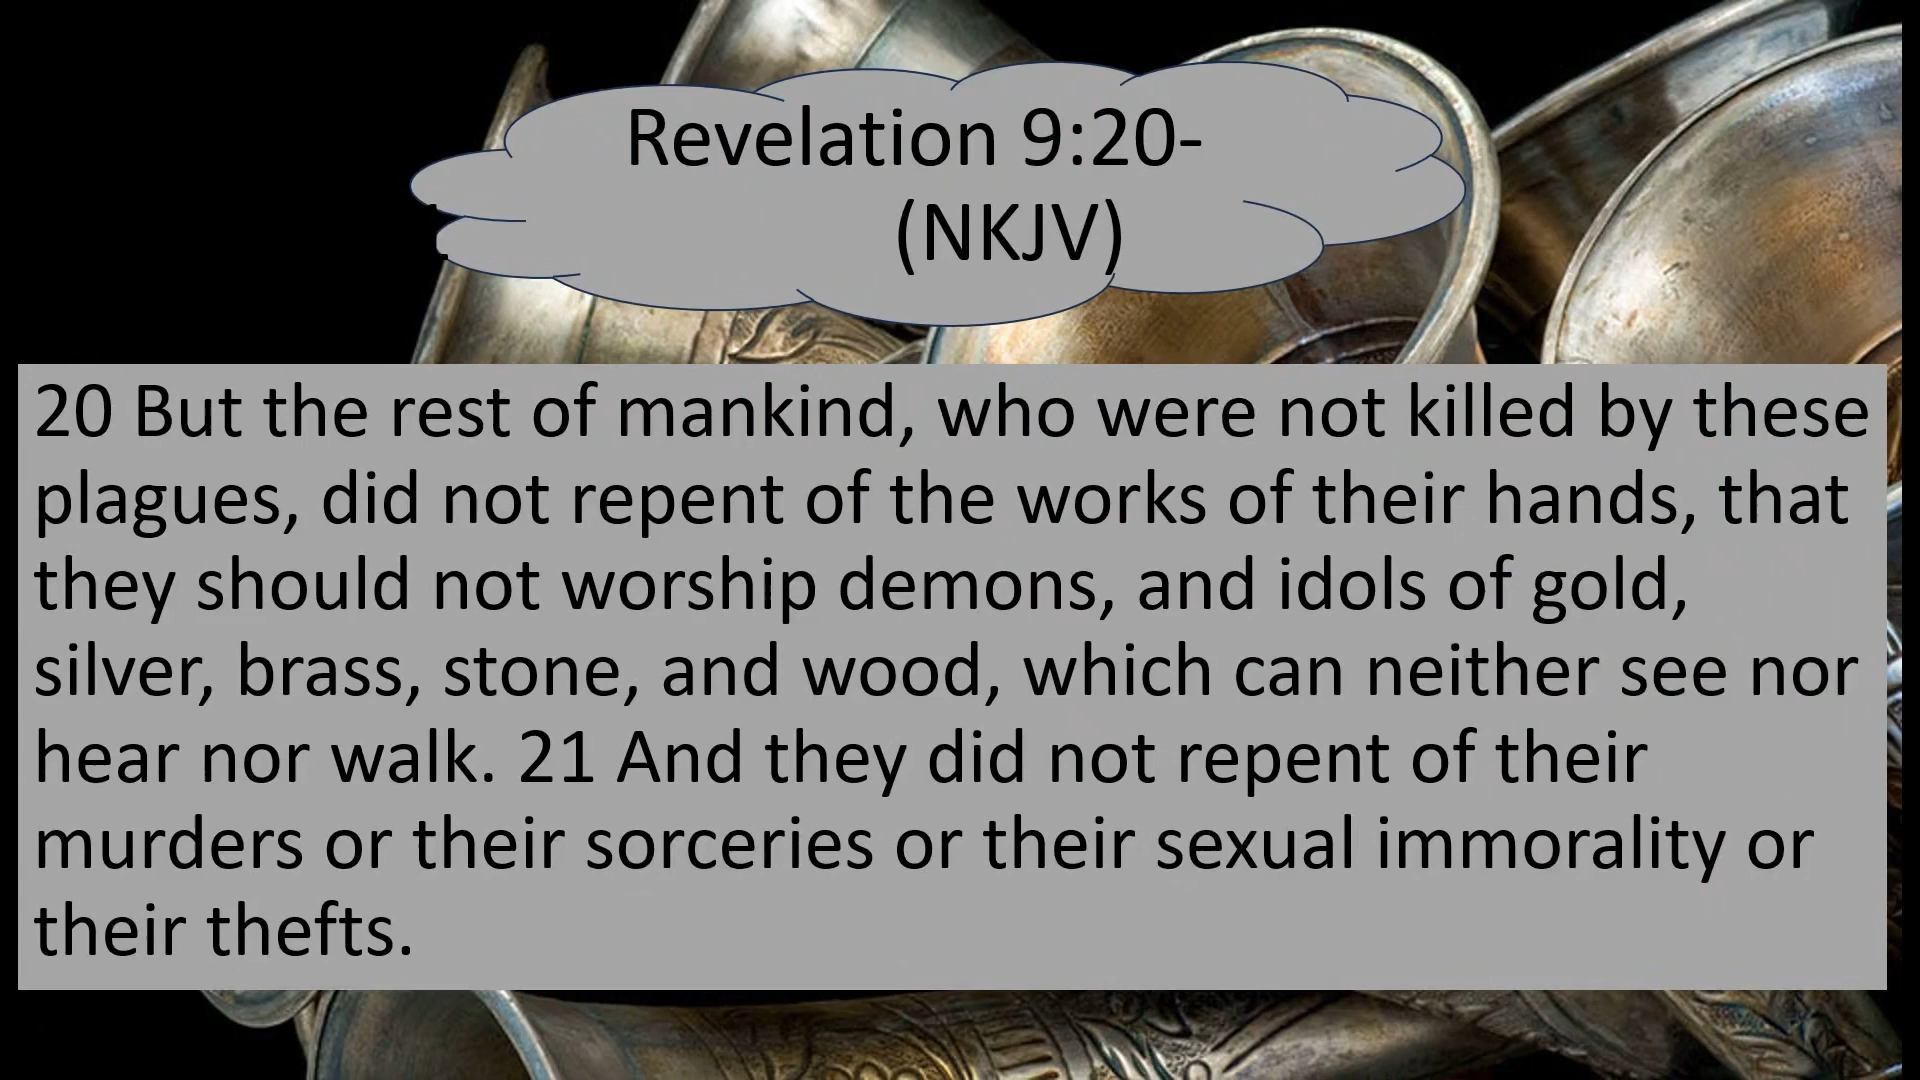 Revelation 9:20-
(NKJV)
20 But the rest of mankind, who were not killed by these
plagues, did not repent of the works of their hands, that
they should not worship demons, and idols of gold,
silver, brass, stone, and wood, which can neither see nor
hear nor walk. 21 And they did not repent of their
murders or their sorceries or their sexual immorality or
their thefts.